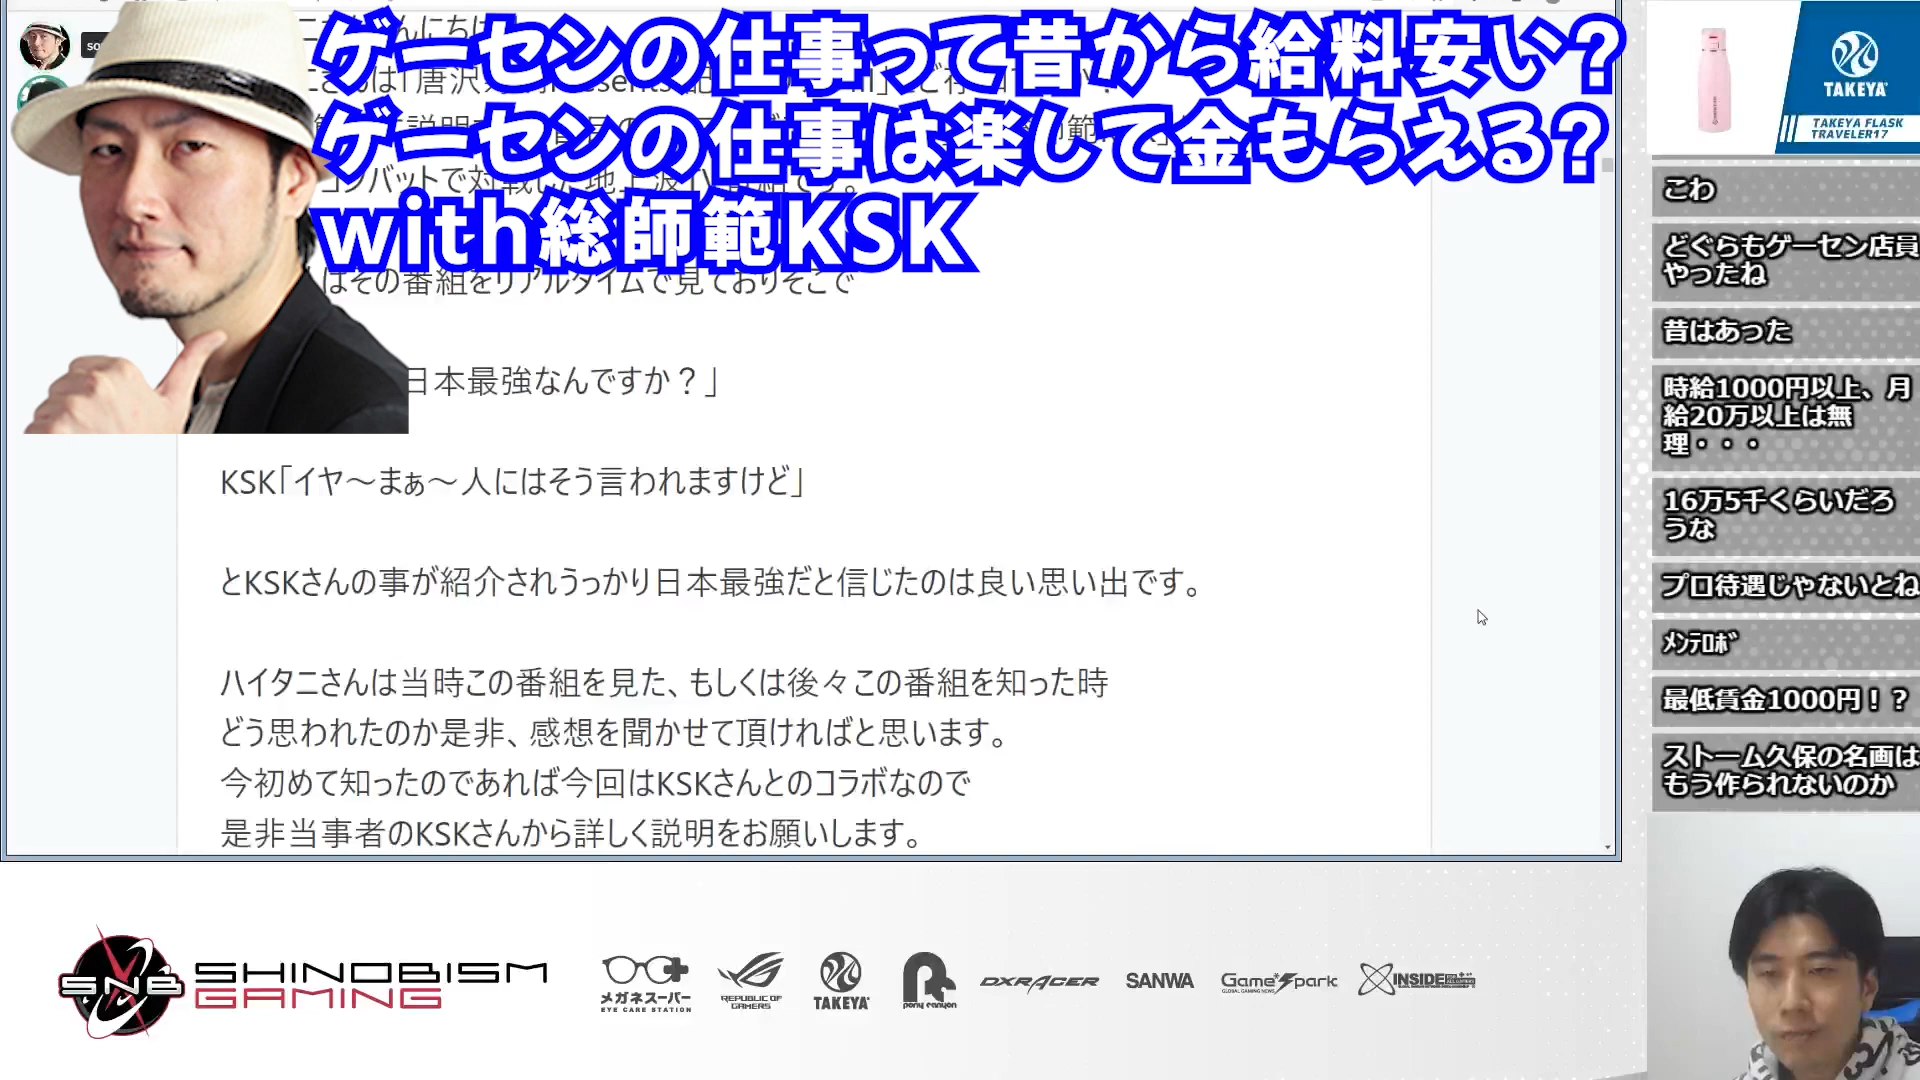 ゲーセンの仕事って昔から給料安い?
ゲーセンの仕事は楽して金もらえる?
with総師範KSK
はその番組をリアルタイムで見ておりそこで
日本最強なんですか？」
KSK「イヤ～まぁ～人にはそう言われますけど」
とKSKさんの事が紹介されうっかり日本最強だと信じたのは良い思い出です。
ハイタニさんは当時この番組を見た、もしくは後々この番組を知った時
どう思われたのか是非、感想を聞かせて頂ければと思います。
今初めて知ったのであれば今回はKSKさんとのコラボなので
是非当事者のKSKさんから詳しく説明をお願いします。
TAKEYA
TAKEYA FLASK
TRAVELER17
こわ
どぐらもゲーセン店員
やったね
昔はあった
時給1000円以上、月
給20万以上は無
理・・・
16万5千くらいだろ
うな
プロ待遇じゃないとね
ﾒﾝﾃﾛﾎﾞ
最低賃金1000円！？
ストーム久保の名画は
もう作られないのか
SNB
SHINOBISM
GAMING
メガネスーパー
EYE CARE STATION
REPUBLIC OF
GAMERS
TAKEYA
pony canyon
DXRACER
SANWA
Game*Spark
GLOBAL GAMING NEWS
INSIDE